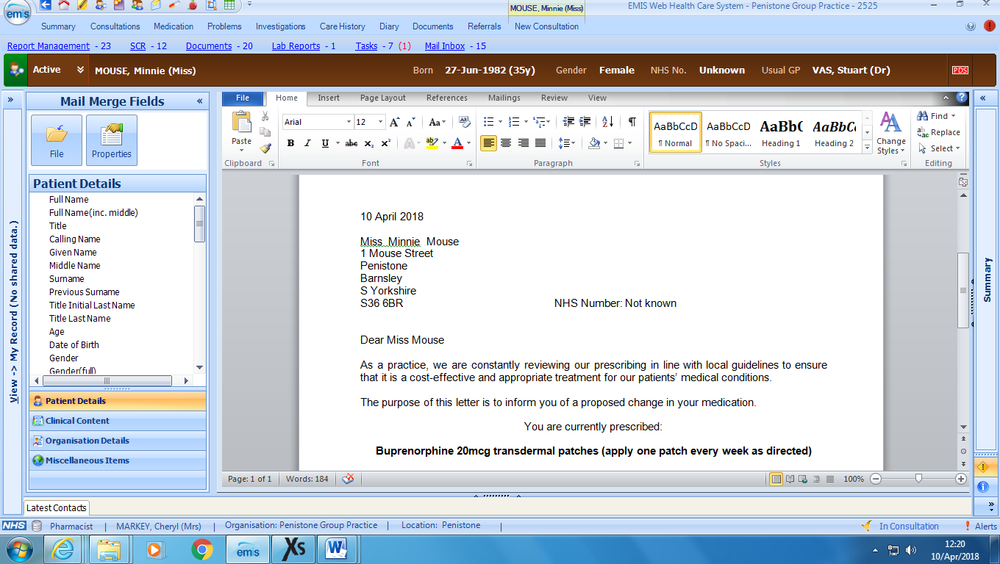 emis
MOUSE, Minnie (Miss)
EMIS Web Health Care System - Penistone Group Practice - 2525
Summary Consultations Medication Problems Investigations Care History Diary Documents Referrals New Consultation
Report Management - 23 SCR - 12 Documents - 20 Lab Reports - 1 Tasks - 7 (1) Mail Inbox - 15
Active MOUSE, Minnie (Miss) Born 27-Jun-1982 (35y) Gender Female NHS No. Unknown Usual GP VAS, Stuart (Dr) PDS
View -> My Record (No shared data.)
Mail Merge Fields
File Properties
Patient Details
Full Name
Full Name(inc. middle)
Title
Calling Name
Given Name
Middle Name
Surname
Previous Surname
Title Initial Last Name
Title Last Name
Age
Date of Birth
Gender
Gender(full)
Patient Details
Clinical Content
Organisation Details
Miscellaneous Items
File Home Insert Page Layout References Mailings Review View
Paste
Clipboard
Arial 12 A A Aa
B I U abc x₂ x² A ab A
Font
Paragraph
AaBbCcD AaBbCcD AaBbC AaBbCc
¶ Normal ¶ No Spaci... Heading 1 Heading 2
Change
Styles
Styles
Find
Replace
Select
Editing
10 April 2018
Miss Minnie Mouse
1 Mouse Street
Penistone
Barnsley
S Yorkshire
S36 6BR NHS Number: Not known
Dear Miss Mouse
As a practice, we are constantly reviewing our prescribing in line with local guidelines to ensure
that it is a cost-effective and appropriate treatment for our patients’ medical conditions.
The purpose of this letter is to inform you of a proposed change in your medication.
You are currently prescribed:
Buprenorphine 20mcg transdermal patches (apply one patch every week as directed)
Page: 1 of 1 Words: 184 100%
Summary
Latest Contacts
NHS Pharmacist | MARKEY, Cheryl (Mrs) | Organisation: Penistone Group Practice | Location: Penistone | In Consultation Alerts
emis Xs W
12:20
10/Apr/2018